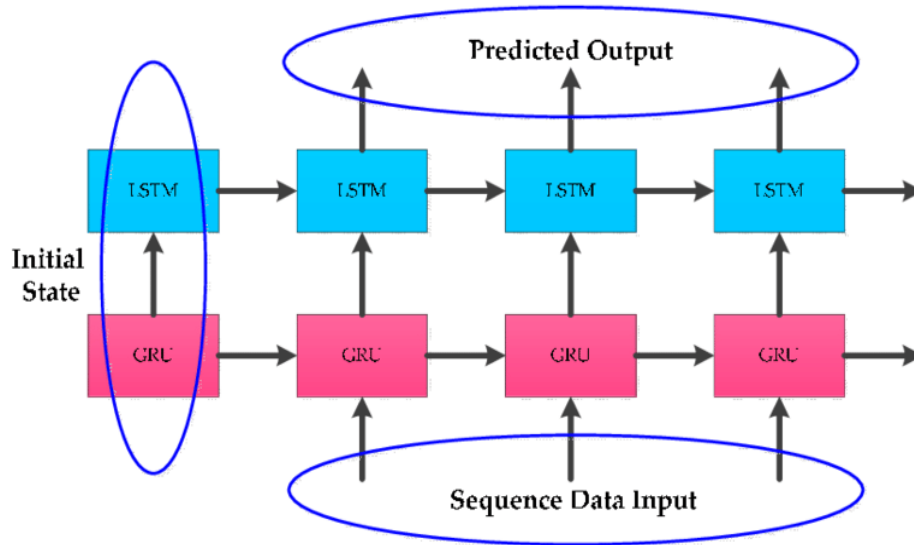 Predicted Output
LSTM
LSTM
LSTM
LSTM
Initial
State
GRU
GRU
GRU
GRU
Sequence Data Input